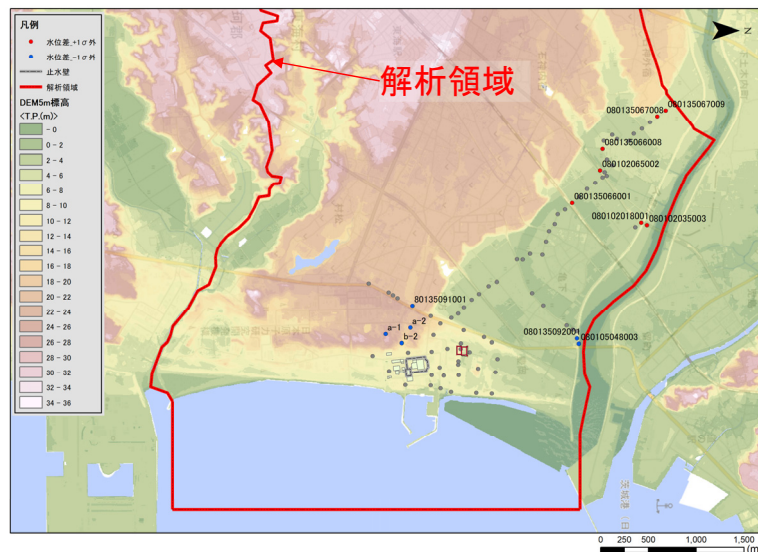 凡例
水位差_+1σ外
水位差_-1σ外
止水壁
解析領域
DEM5m標高
<T.P.(m)>
- 0
0 - 2
2 - 4
4 - 6
6 - 8
8 - 10
10 - 12
12 - 14
14 - 16
16 - 18
18 - 20
20 - 22
22 - 24
24 - 26
26 - 28
28 - 30
30 - 32
32 - 34
34 - 36
解析領域
N
080135067008
080135067009
080135066008
080102065002
080135066001
080102018001
080102035003
80135091001
a-1
a-2
b-2
080135092001
080105048003
茨城港
日
0 250 500 1,000 1,500
(m)